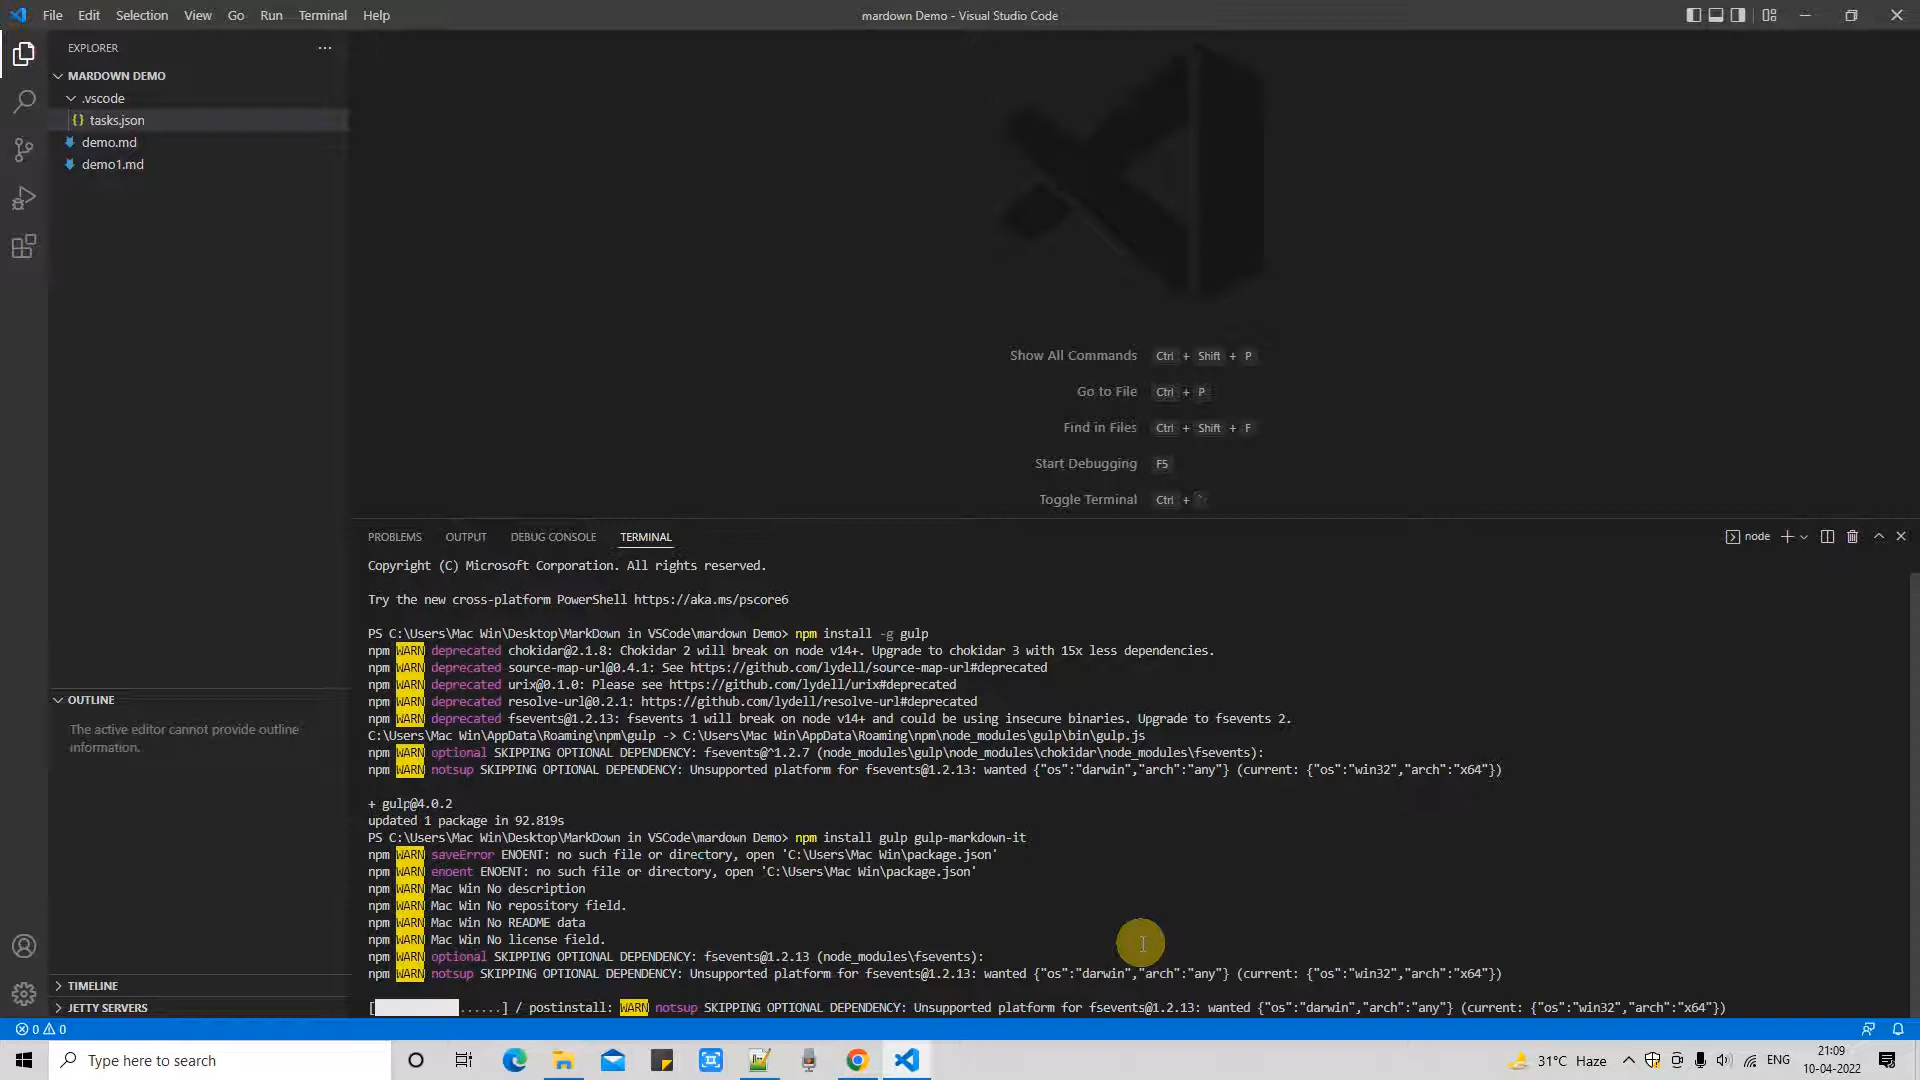 File Edit Selection View Go Run Terminal Help
mardown Demo - Visual Studio Code
EXPLORER
MARDOWN DEMO
.vscode
{} tasks.json
demo.md
demo1.md
Show All Commands Ctrl + Shift + P
Go to File Ctrl + P
Find in Files Ctrl + Shift + F
Start Debugging F5
Toggle Terminal Ctrl + `
PROBLEMS OUTPUT DEBUG CONSOLE TERMINAL
node
Copyright (C) Microsoft Corporation. All rights reserved.
Try the new cross-platform PowerShell https://aka.ms/pscore6
PS C:\Users\Mac Win\Desktop\MarkDown in VSCode\mardown Demo> npm install -g gulp
npm WARN deprecated chokidar@2.1.8: Chokidar 2 will break on node v14+. Upgrade to chokidar 3 with 15x less dependencies.
npm WARN deprecated source-map-url@0.4.1: See https://github.com/lydell/source-map-url#deprecated
npm WARN deprecated urix@0.1.0: Please see https://github.com/lydell/urix#deprecated
npm WARN deprecated resolve-url@0.2.1: https://github.com/lydell/resolve-url#deprecated
npm WARN deprecated fsevents@1.2.13: fsevents 1 will break on node v14+ and could be using insecure binaries. Upgrade to fsevents 2.
C:\Users\Mac Win\AppData\Roaming\npm\gulp -> C:\Users\Mac Win\AppData\Roaming\npm\node_modules\gulp\bin\gulp.js
npm WARN optional SKIPPING OPTIONAL DEPENDENCY: fsevents@^1.2.7 (node_modules\gulp\node_modules\chokidar\node_modules\fsevents):
npm WARN notsup SKIPPING OPTIONAL DEPENDENCY: Unsupported platform for fsevents@1.2.13: wanted {"os":"darwin","arch":"any"} (current: {"os":"win32","arch":"x64"})
+ gulp@4.0.2
updated 1 package in 92.819s
PS C:\Users\Mac Win\Desktop\MarkDown in VSCode\mardown Demo> npm install gulp gulp-markdown-it
npm WARN saveError ENOENT: no such file or directory, open 'C:\Users\Mac Win\package.json'
npm WARN enoent ENOENT: no such file or directory, open 'C:\Users\Mac Win\package.json'
npm WARN Mac Win No description
npm WARN Mac Win No repository field.
npm WARN Mac Win No README data
npm WARN Mac Win No license field.
npm WARN optional SKIPPING OPTIONAL DEPENDENCY: fsevents@1.2.13 (node_modules\fsevents):
npm WARN notsup SKIPPING OPTIONAL DEPENDENCY: Unsupported platform for fsevents@1.2.13: wanted {"os":"darwin","arch":"any"} (current: {"os":"win32","arch":"x64"})
[ ......] / postinstall: WARN notsup SKIPPING OPTIONAL DEPENDENCY: Unsupported platform for fsevents@1.2.13: wanted {"os":"darwin","arch":"any"} (current: {"os":"win32","arch":"x64"})
OUTLINE
The active editor cannot provide outline
information.
TIMELINE
JETTY SERVERS
0 0
Type here to search
31°C Haze
ENG
21:09
10-04-2022